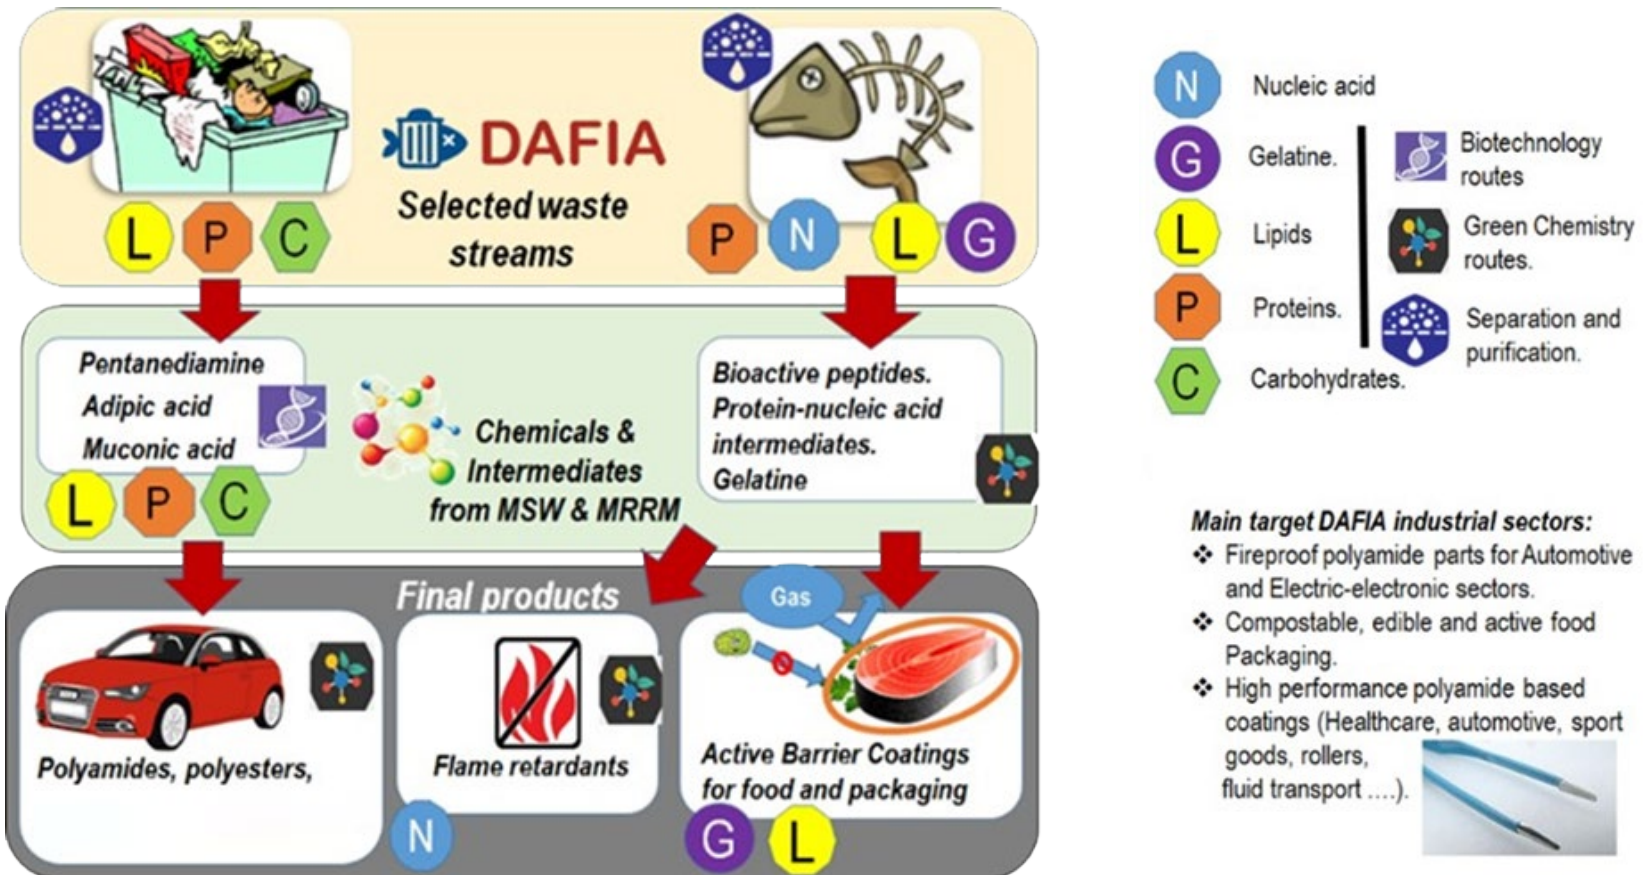 DAFIA
Selected waste
streams
L P C
P N L G
Pentanediamine
Adipic acid
Muconic acid
L P C
Chemicals &
Intermediates
from MSW & MRRM
Bioactive peptides.
Protein-nucleic acid
intermediates.
Gelatine
Final products
Polyamides, polyesters,
Flame retardants
N
Gas
Active Barrier Coatings
for food and packaging
G L
N Nucleic acid
G Gelatine.
L Lipids
P Proteins.
C Carbohydrates.
Biotechnology
routes
Green Chemistry
routes.
Separation and
purification.
Main target DAFIA industrial sectors:
❖ Fireproof polyamide parts for Automotive
and Electric-electronic sectors.
❖ Compostable, edible and active food
Packaging.
❖ High performance polyamide based
coatings (Healthcare, automotive, sport
goods, rollers,
fluid transport ....).